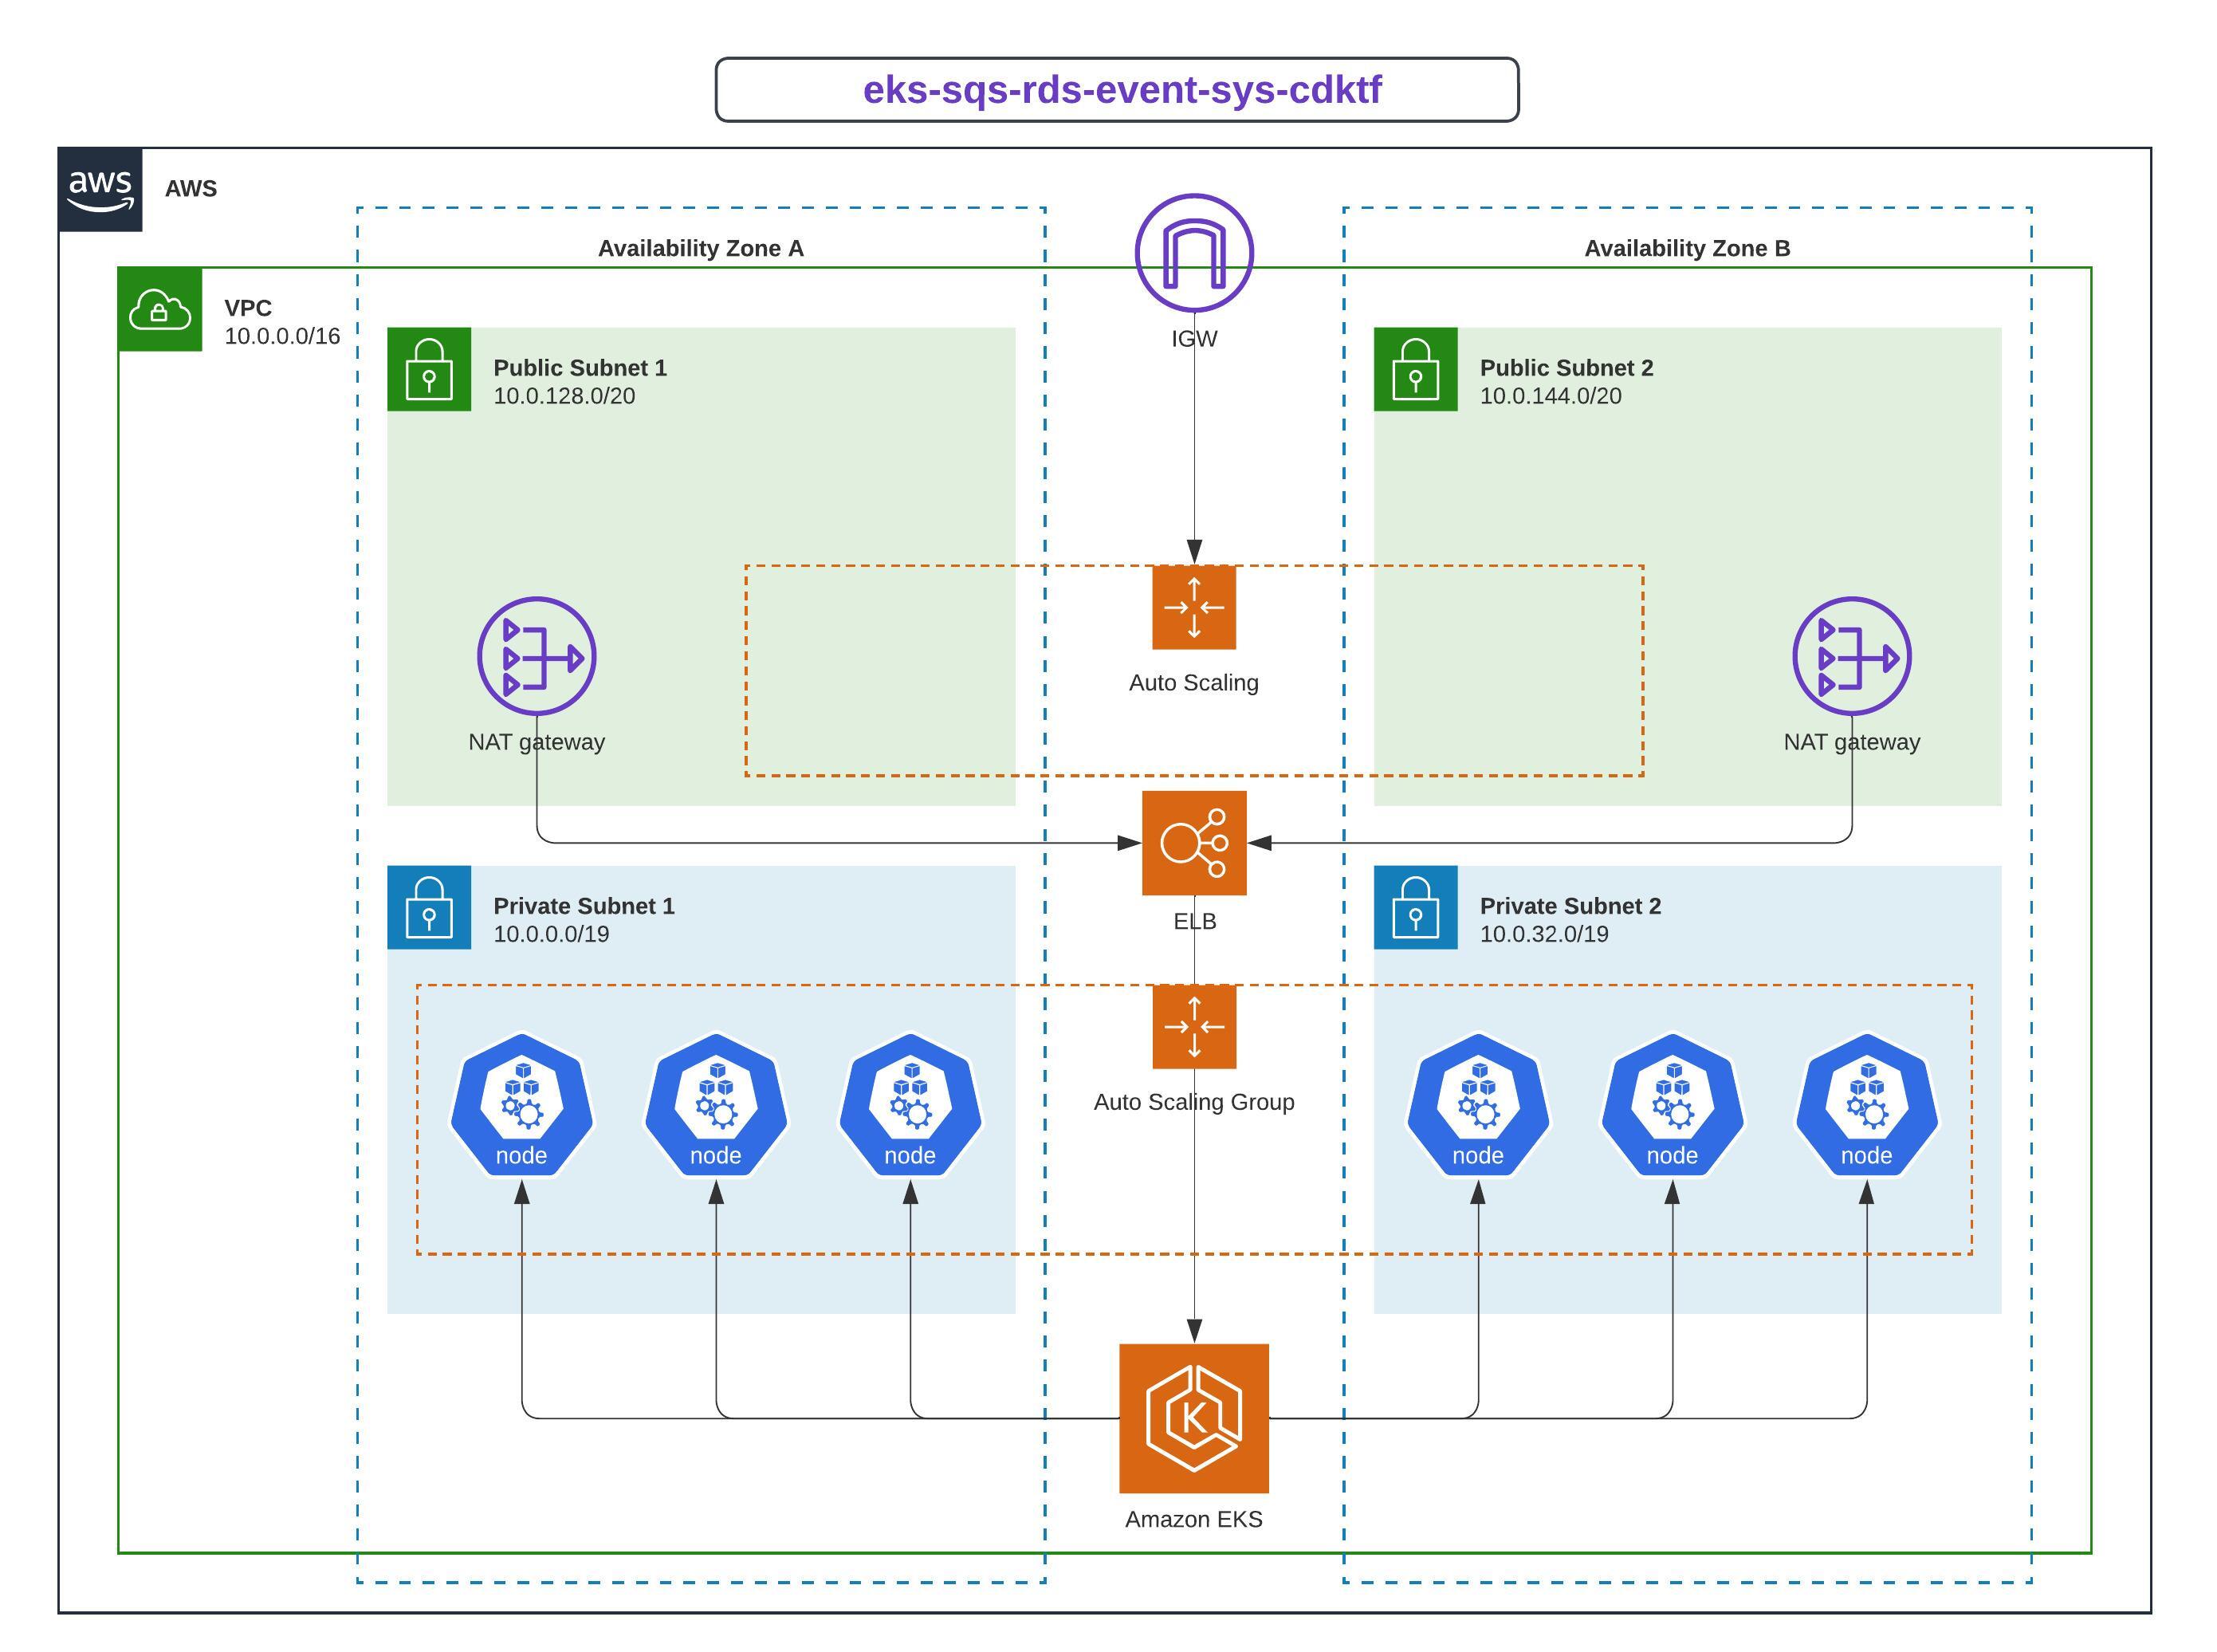 eks-sqs-rds-event-sys-cdktf
aws
AWS
Availability Zone A
Availability Zone B
VPC
10.0.0.0/16
IGW
Public Subnet 1
10.0.128.0/20
Public Subnet 2
10.0.144.0/20
Auto Scaling
NAT gateway
NAT gateway
ELB
Private Subnet 1
10.0.0.0/19
Private Subnet 2
10.0.32.0/19
Auto Scaling Group
node
node
node
node
node
node
K
Amazon EKS